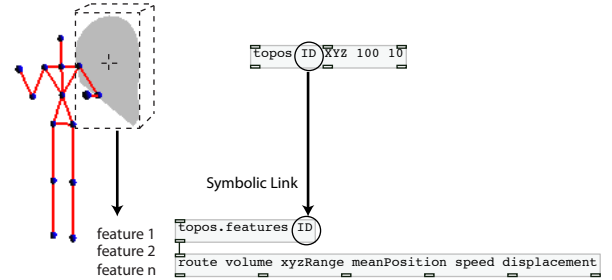 topos ID XYZ 100 10
Symbolic Link
topos.features ID
feature 1
feature 2
feature n
route volume xyzRange meanPosition speed displacement